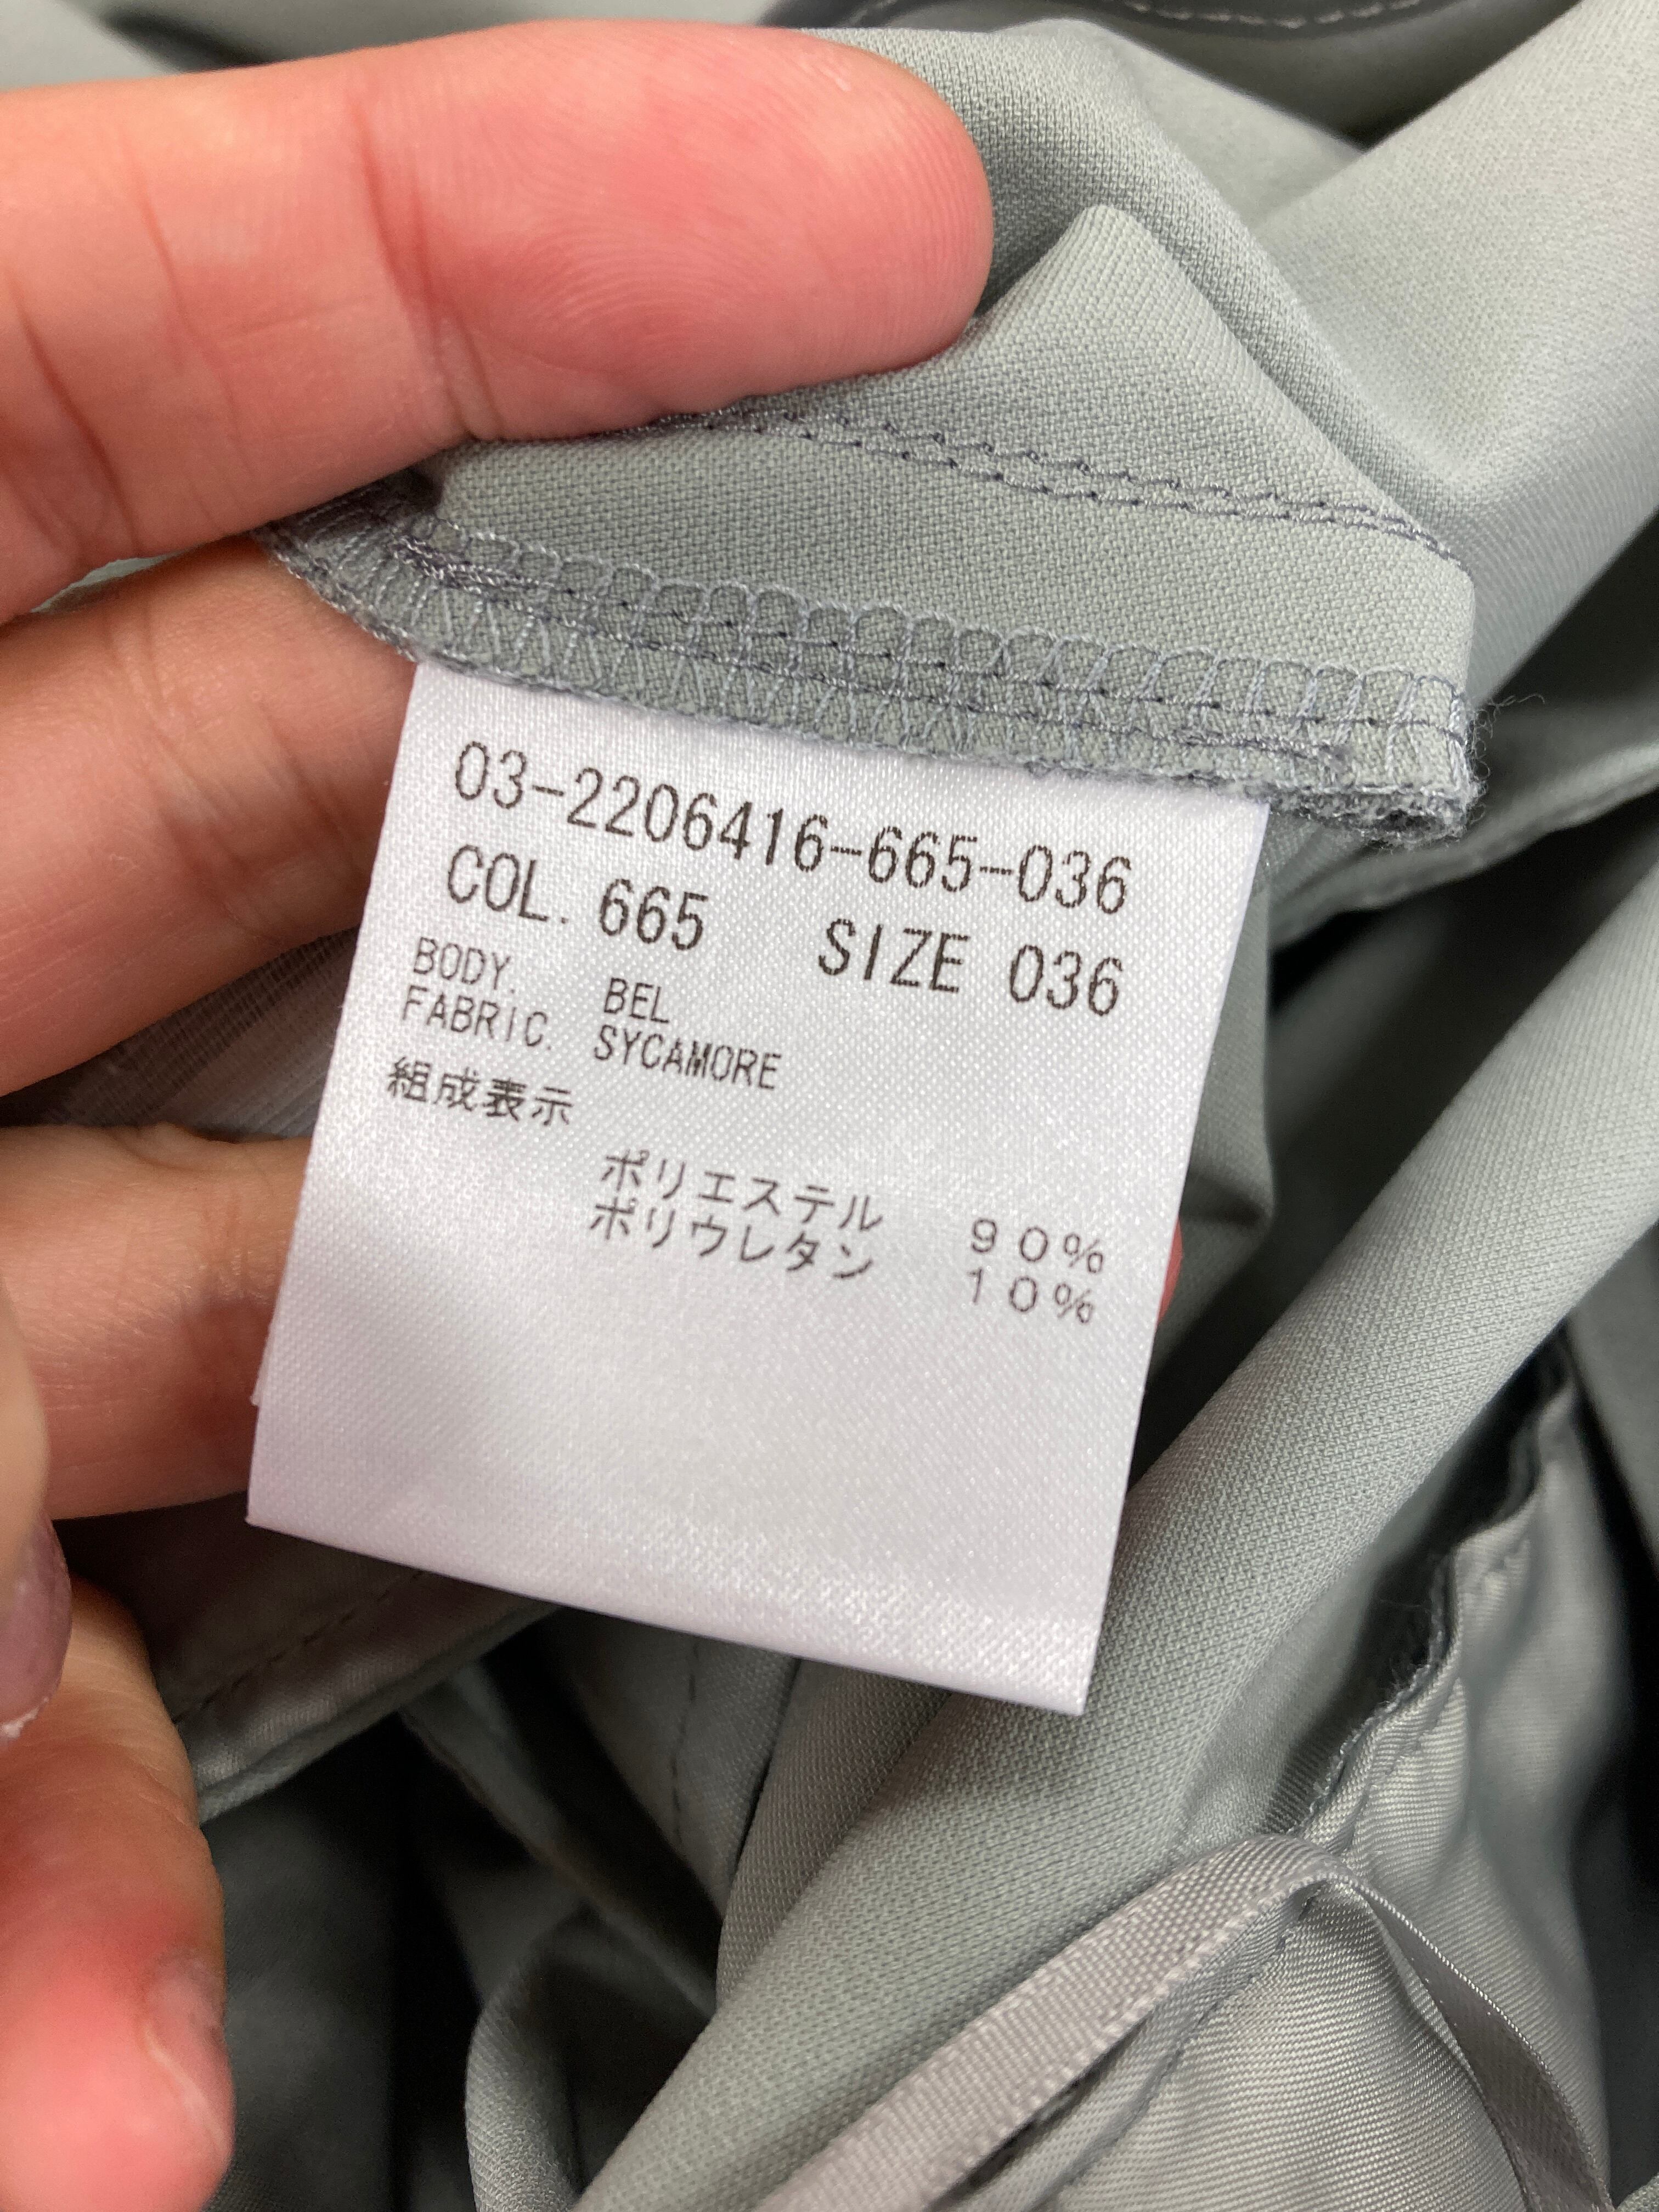 03-2206416-665-036
COL. 665 SIZE 036
BODY. BEL
FABRIC. SYCAMORE
組成表示
ポリエステル ９０％
ポリウレタン １０％